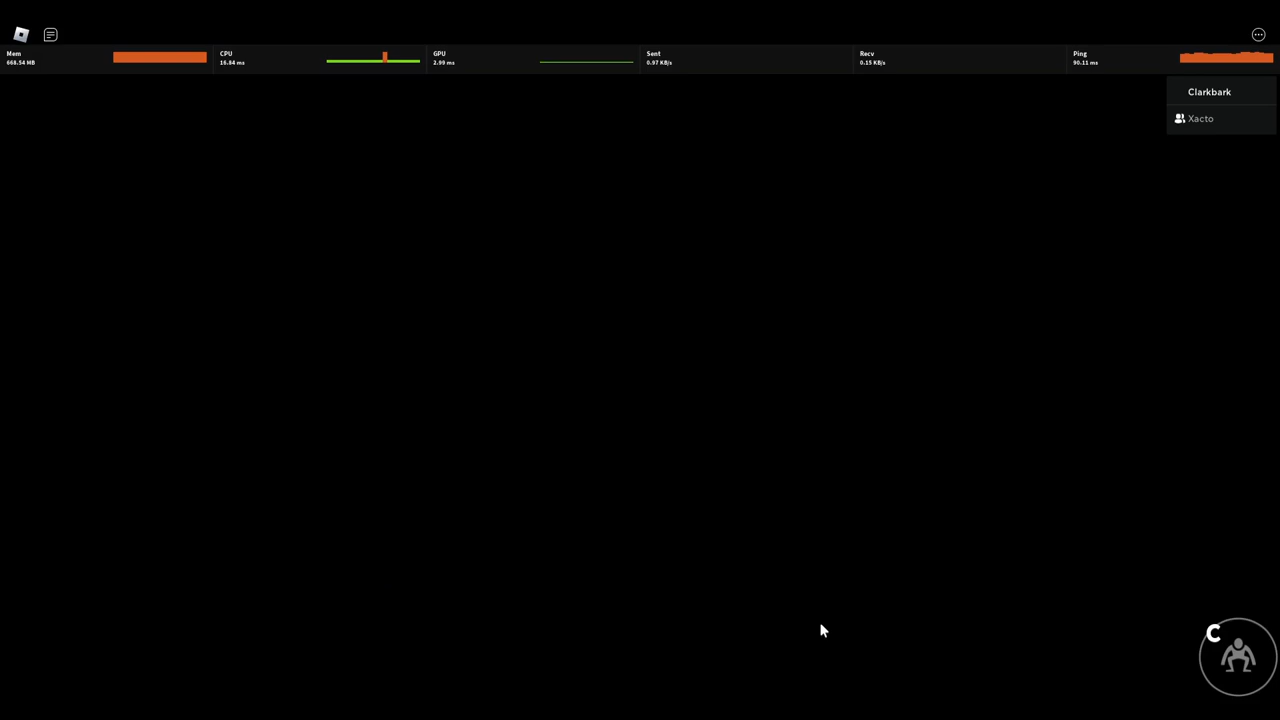 Mem
668.54 MB
CPU
16.84 ms
GPU
2.99 ms
Sent
0.97 KB/s
Recv
0.15 KB/s
Ping
90.11 ms
Clarkbark
Xacto
C